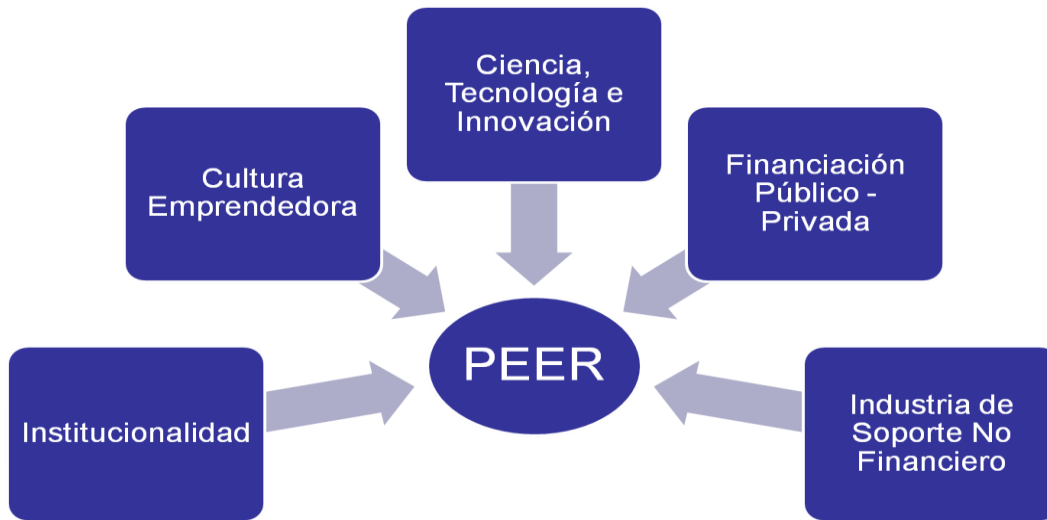 Ciencia,
Tecnología e
Innovación
Cultura
Emprendedora
Financiación
Público -
Privada
PEER
Institucionalidad
Industria de
Soporte No
Financiero